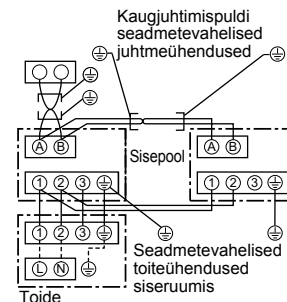 Kaugjuhtimispuldi
seadmetevahelised
juhtmeühendused
A B
Sisepool
A B
1 2 3
1 2 3
1 2 3
Seadmetevahelised
toiteühendused
siseruumis
L N
Toide